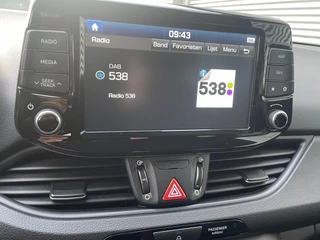 09:43
Radio
Band Favorieten Lijst Menu
RADIO
MEDIA
SEEK
TRACK
DAB
538
Radio 538
538
PASSENGER